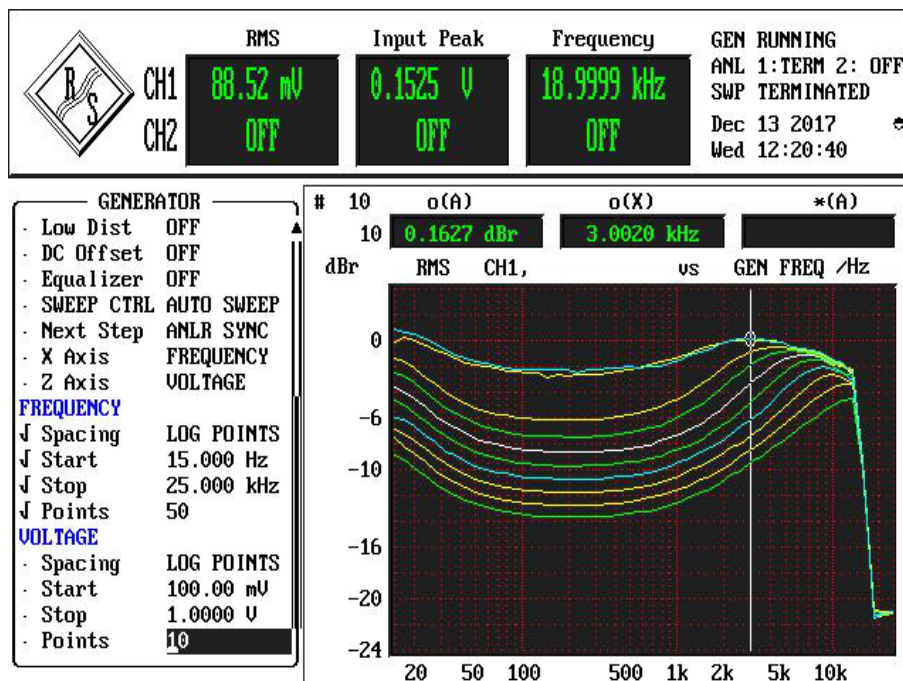 RMS Input Peak Frequency
R S
CH1 88.52 mV 0.1525 V 18.9999 kHz
CH2 OFF OFF OFF
GEN RUNNING
ANL 1:TERM 2: OFF
SWP TERMINATED
Dec 13 2017
Wed 12:20:40
GENERATOR
· Low Dist OFF
· DC Offset OFF
· Equalizer OFF
· SWEEP CTRL AUTO SWEEP
· Next Step ANLR SYNC
· X Axis FREQUENCY
· Z Axis VOLTAGE
FREQUENCY
√ Spacing LOG POINTS
√ Start 15.000 Hz
√ Stop 25.000 kHz
√ Points 50
VOLTAGE
· Spacing LOG POINTS
· Start 100.00 mV
· Stop 1.0000 V
· Points 10
# 10 o(A) o(X) *(A)
10 0.1627 dBr 3.0020 kHz
dBr RMS CH1, vs GEN FREQ /Hz
0
-6
-10
-16
-20
-24
20 50 100 500 1k 2k 5k 10k